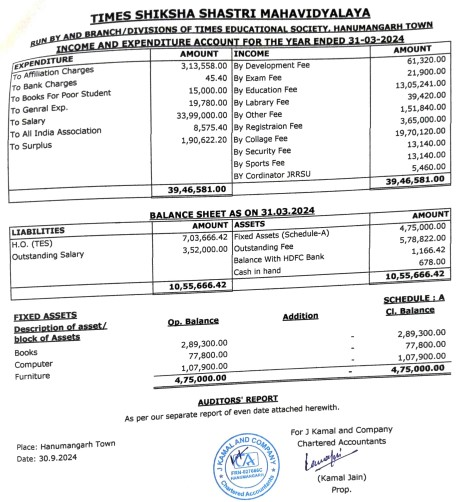 TIMES SHIKSHA SHASTRI MAHAVIDYALAYA
RUN BY AND BRANCH/DIVISIONS OF TIMES EDUCATIONAL SOCIETY, HANUMANGARH TOWN
INCOME AND EXPENDITURE ACCOUNT FOR THE YEAR ENDED 31-03-2024
EXPENDITURE AMOUNT INCOME AMOUNT
To Affiliation Charges 3,13,558.00 By Development Fee 61,320.00
To Bank Charges 45.40 By Exam Fee 21,900.00
To Books For Poor Student 15,000.00 By Education Fee 13,05,241.00
To Genral Exp. 19,780.00 By Labrary Fee 39,420.00
To Salary 33,99,000.00 By Other Fee 1,51,840.00
To All India Association 8,575.40 By Registraion Fee 3,65,000.00
To Surplus 1,90,622.20 By Collage Fee 19,70,120.00
By Security Fee 13,140.00
By Sports Fee 13,140.00
BY Cordinator JRRSU 5,460.00
39,46,581.00 39,46,581.00
BALANCE SHEET AS ON 31.03.2024
LIABILITIES AMOUNT ASSETS AMOUNT
H.O. (TES) 7,03,666.42 Fixed Assets (Schedule-A) 4,75,000.00
Outstanding Salary 3,52,000.00 Outstanding Fee 5,78,822.00
Balance With HDFC Bank 1,166.42
Cash in hand 678.00
10,55,666.42 10,55,666.42
FIXED ASSETS SCHEDULE : A
Description of asset/ Op. Balance Addition Cl. Balance
block of Assets
Books 2,89,300.00 - 2,89,300.00
Computer 77,800.00 - 77,800.00
Furniture 1,07,900.00 - 1,07,900.00
4,75,000.00 - 4,75,000.00
AUDITORS' REPORT
As per our separate report of even date attached herewith.
For J Kamal and Company
Place: Hanumangarh Town Chartered Accountants
Date: 30.9.2024
(Kamal Jain)
Prop.
J KAMAL AND COMPANY
HANUMANGARH
Chartered Accountants